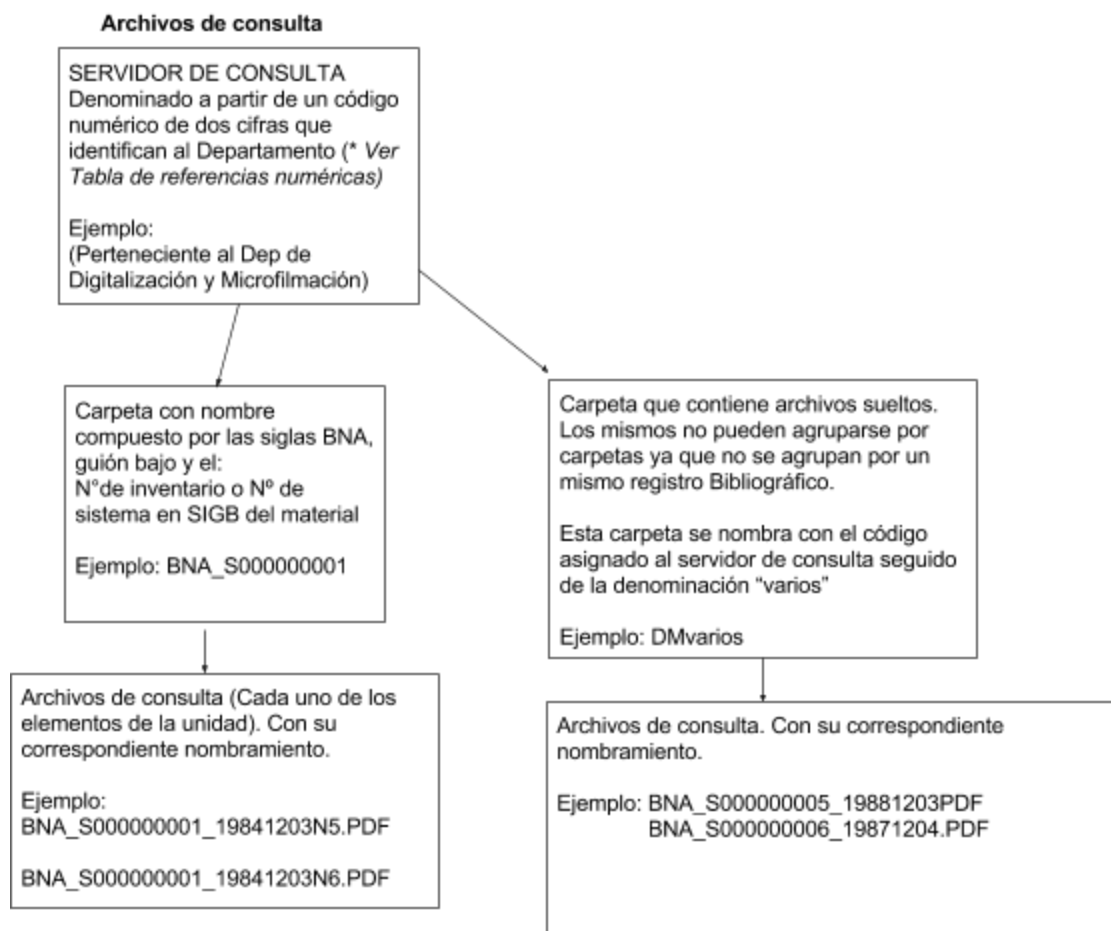 Archivos de consulta
SERVIDOR DE CONSULTA
Denominado a partir de un código
numérico de dos cifras que
identifican al Departamento (* Ver
Tabla de referencias numéricas)
Ejemplo:
(Perteneciente al Dep de
Digitalización y Microfilmación)
Carpeta con nombre
compuesto por las siglas BNA,
guión bajo y el:
N°de inventario o Nº de
sistema en SIGB del material
Ejemplo: BNA_S000000001
Carpeta que contiene archivos sueltos.
Los mismos no pueden agruparse por
carpetas ya que no se agrupan por un
mismo registro Bibliográfico.
Esta carpeta se nombra con el código
asignado al servidor de consulta seguido
de la denominación “varios”
Ejemplo: DMvarios
Archivos de consulta (Cada uno de los
elementos de la unidad). Con su
correspondiente nombramiento.
Ejemplo:
BNA_S000000001_19841203N5.PDF
BNA_S000000001_19841203N6.PDF
Archivos de consulta. Con su correspondiente
nombramiento.
Ejemplo: BNA_S000000005_19881203PDF
BNA_S000000006_19871204.PDF